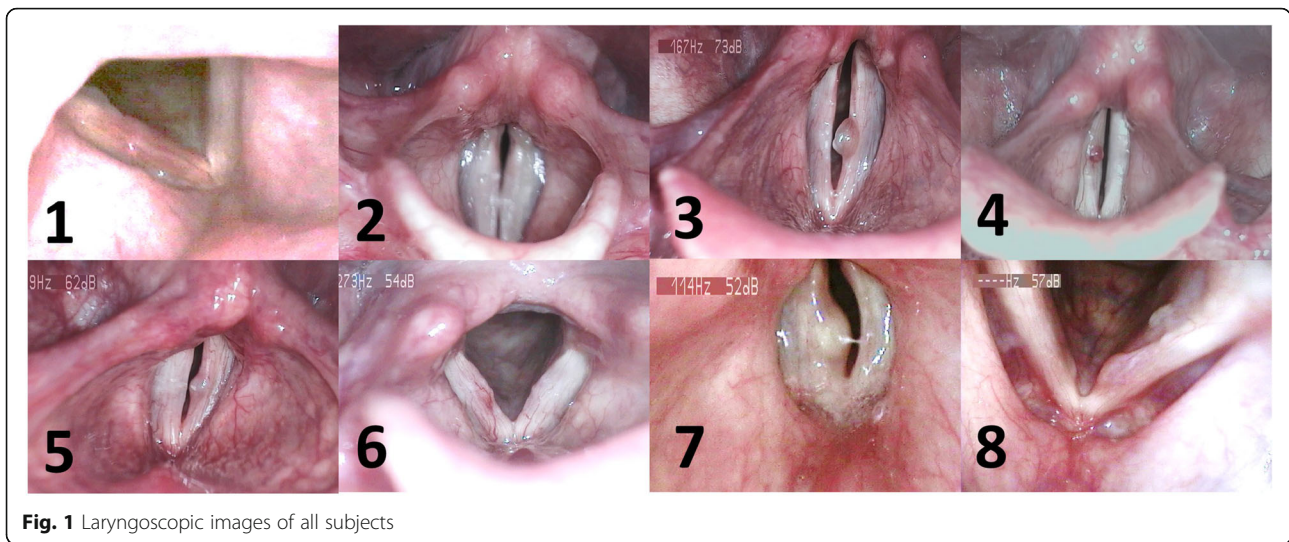 1
2
167Hz 73dB
3
4
9Hz 62dB
5
273Hz 54dB
6
114Hz 52dB
7
----Hz 57dB
8
Fig. 1 Laryngoscopic images of all subjects